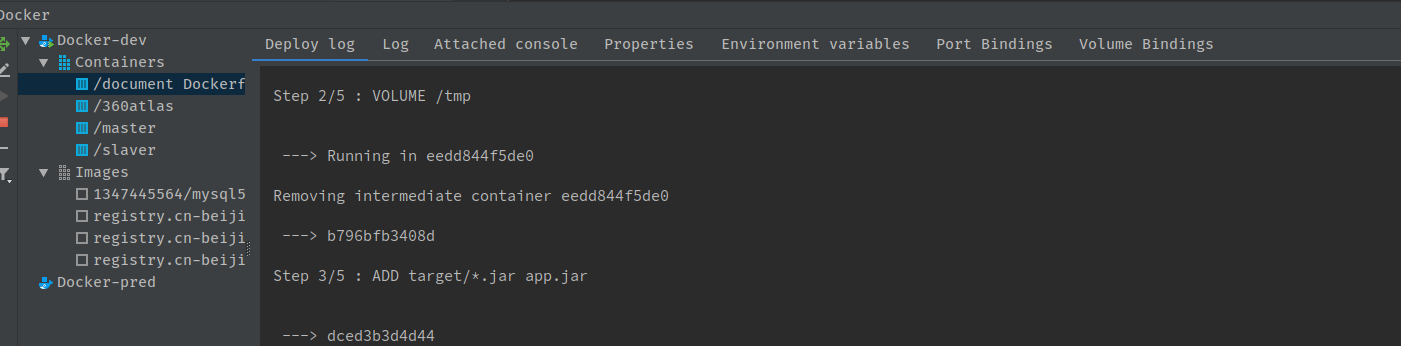 Docker
Docker-dev
Containers
/document Dockerf
/360atlas
/master
/slaver
Images
1347445564/mysql5
registry.cn-beiji
registry.cn-beiji
registry.cn-beiji
Docker-pred
Deploy log Log Attached console Properties Environment variables Port Bindings Volume Bindings
Step 2/5 : VOLUME /tmp
---> Running in eedd844f5de0
Removing intermediate container eedd844f5de0
---> b796bfb3408d
Step 3/5 : ADD target/*.jar app.jar
---> dced3b3d4d44